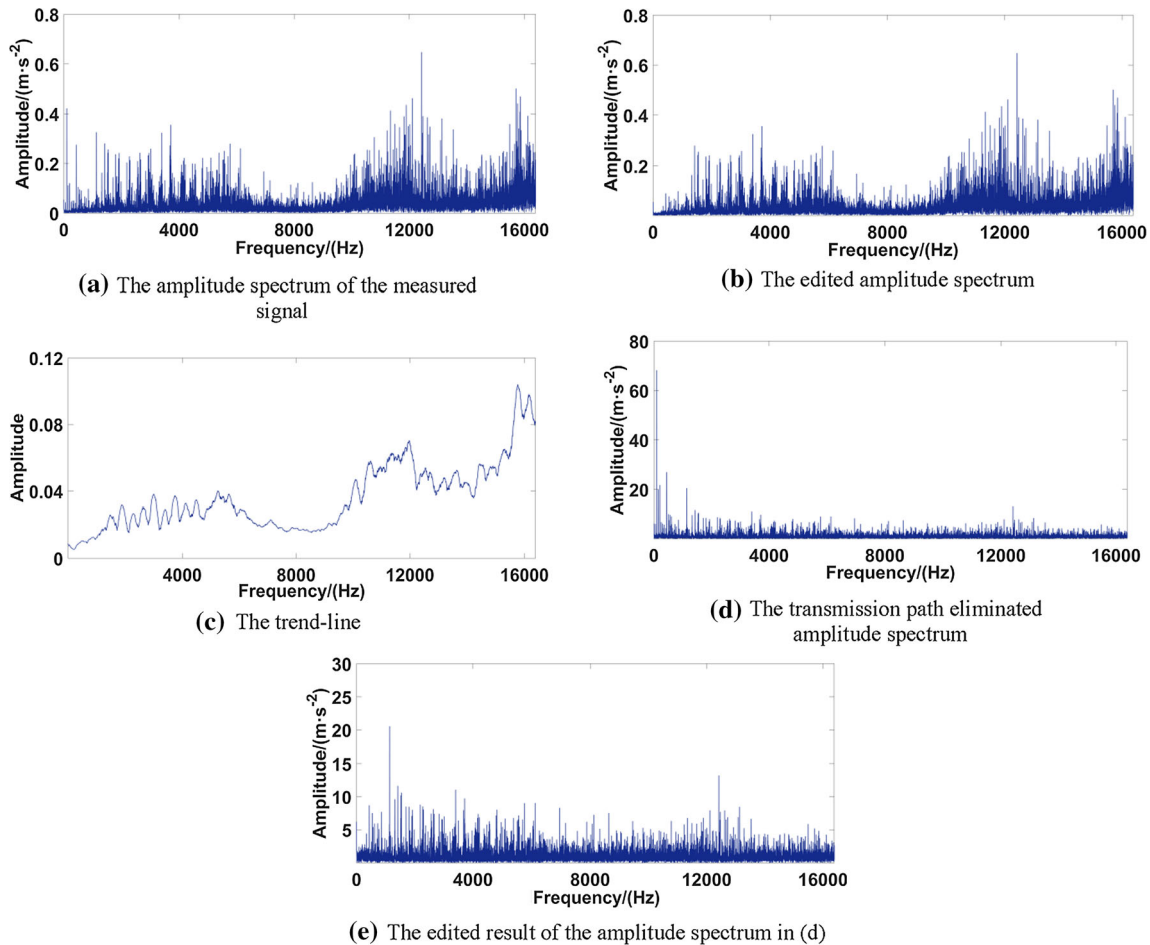 0.8
0.6
0.4
0.2
0
Amplitude/(m·s⁻²)
0 4000 8000 12000 16000
Frequency/(Hz)
(a) The amplitude spectrum of the measured
signal
0.8
0.6
0.4
0.2
Amplitude/(m·s⁻²)
0 4000 8000 12000 16000
Frequency/(Hz)
(b) The edited amplitude spectrum
0.12
0.08
0.04
0
Amplitude
4000 8000 12000 16000
Frequency/(Hz)
(c) The trend-line
80
60
40
20
Amplitude/(m·s⁻²)
0 4000 8000 12000 16000
Frequency/(Hz)
(d) The transmission path eliminated
amplitude spectrum
30
25
20
15
10
5
Amplitude/(m·s⁻²)
0 4000 8000 12000 16000
Frequency/(Hz)
(e) The edited result of the amplitude spectrum in (d)